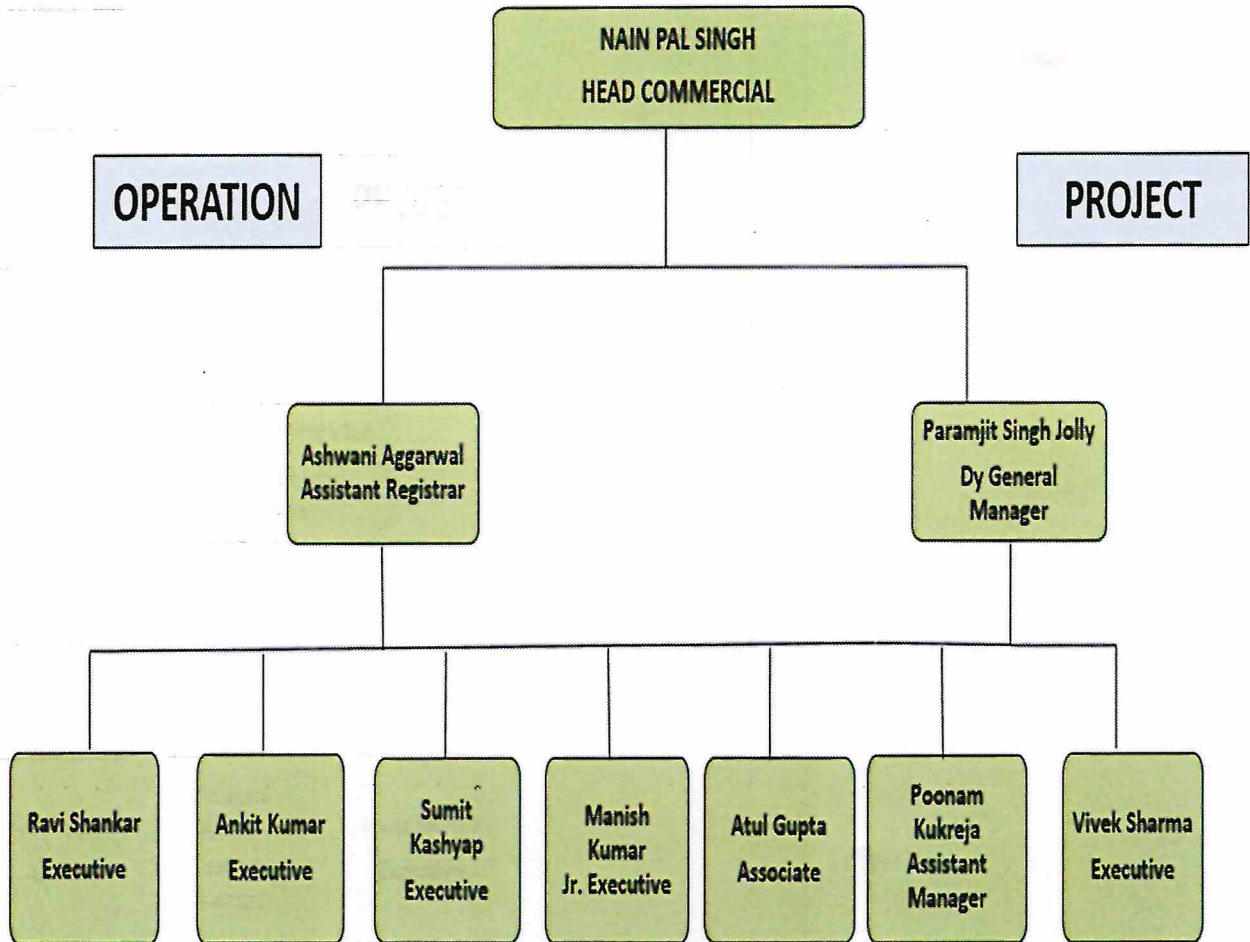 NAIN PAL SINGH
HEAD COMMERCIAL
OPERATION
PROJECT
Ashwani Aggarwal
Assistant Registrar
Paramjit Singh Jolly
Dy General
Manager
Ravi Shankar
Executive
Ankit Kumar
Executive
Sumit
Kashyap
Executive
Manish
Kumar
Jr. Executive
Atul Gupta
Associate
Poonam
Kukreja
Assistant
Manager
Vivek Sharma
Executive